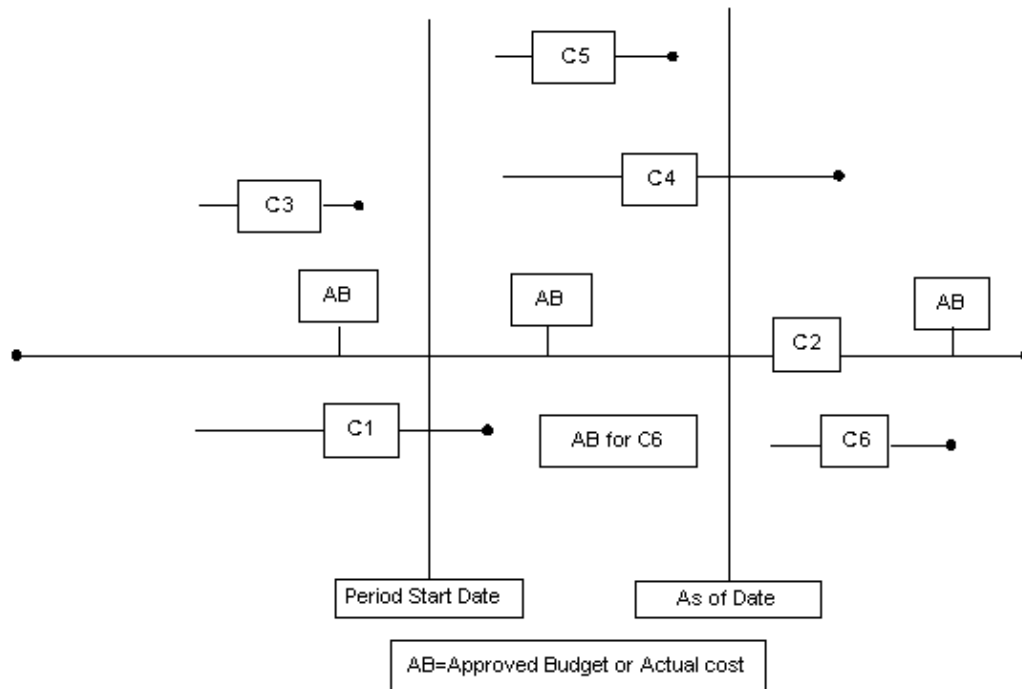 C5
C4
C3
AB
AB
AB
C2
C1
AB for C6
C6
Period Start Date
As of Date
AB=Approved Budget or Actual cost